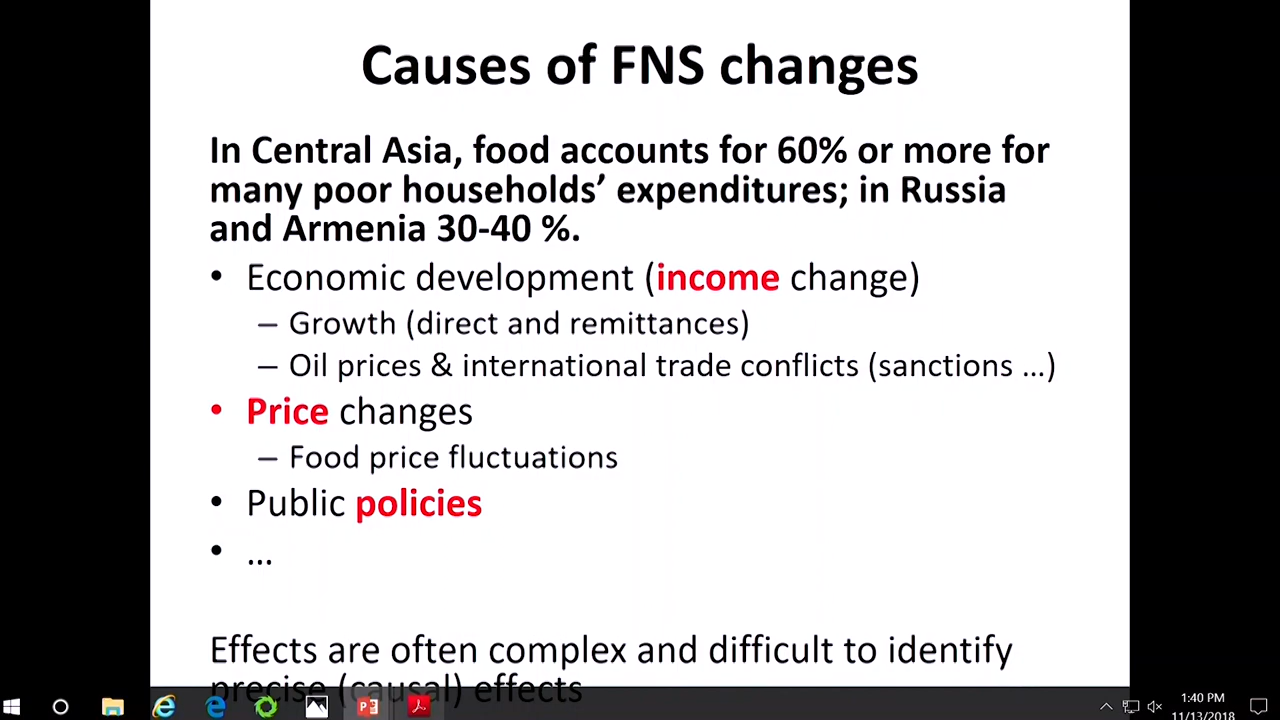 Causes of FNS changes
In Central Asia, food accounts for 60% or more for
many poor households’ expenditures; in Russia
and Armenia 30-40 %.
• Economic development (income change)
– Growth (direct and remittances)
– Oil prices & international trade conflicts (sanctions …)
• Price changes
– Food price fluctuations
• Public policies
• …
Effects are often complex and difficult to identify
precise (causal) effects
1:40 PM
11/13/2018